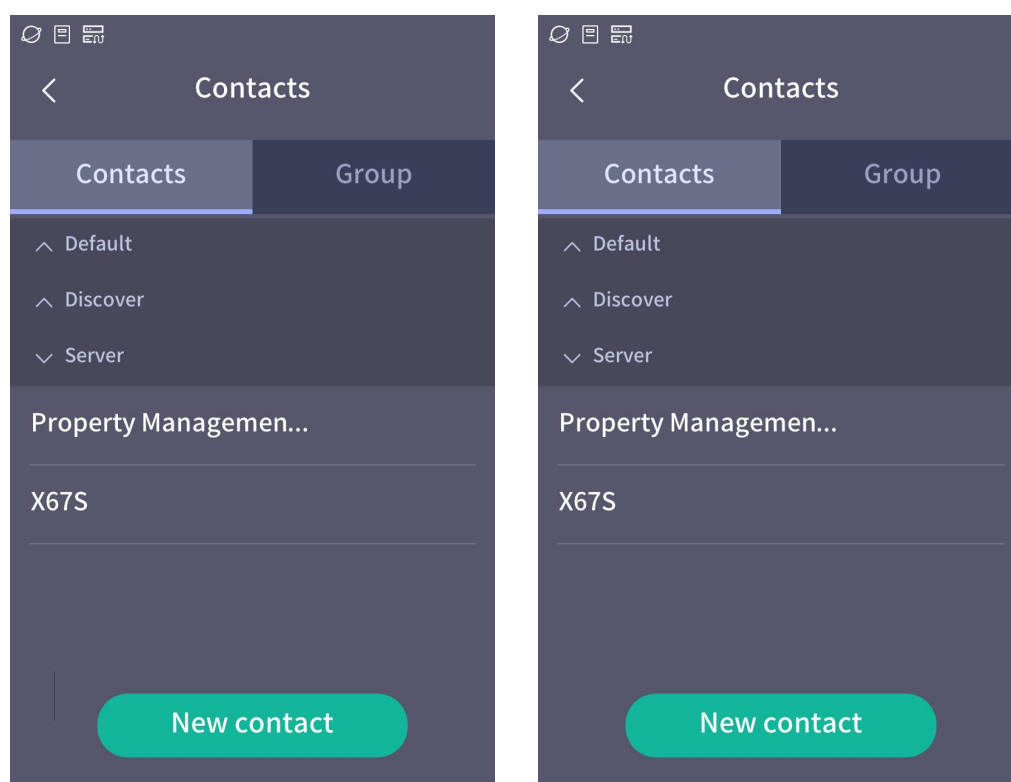 Contacts
Contacts Group
Default
Discover
Server
Property Managemen...
X67S
New contact
Contacts
Contacts Group
Default
Discover
Server
Property Managemen...
X67S
New contact